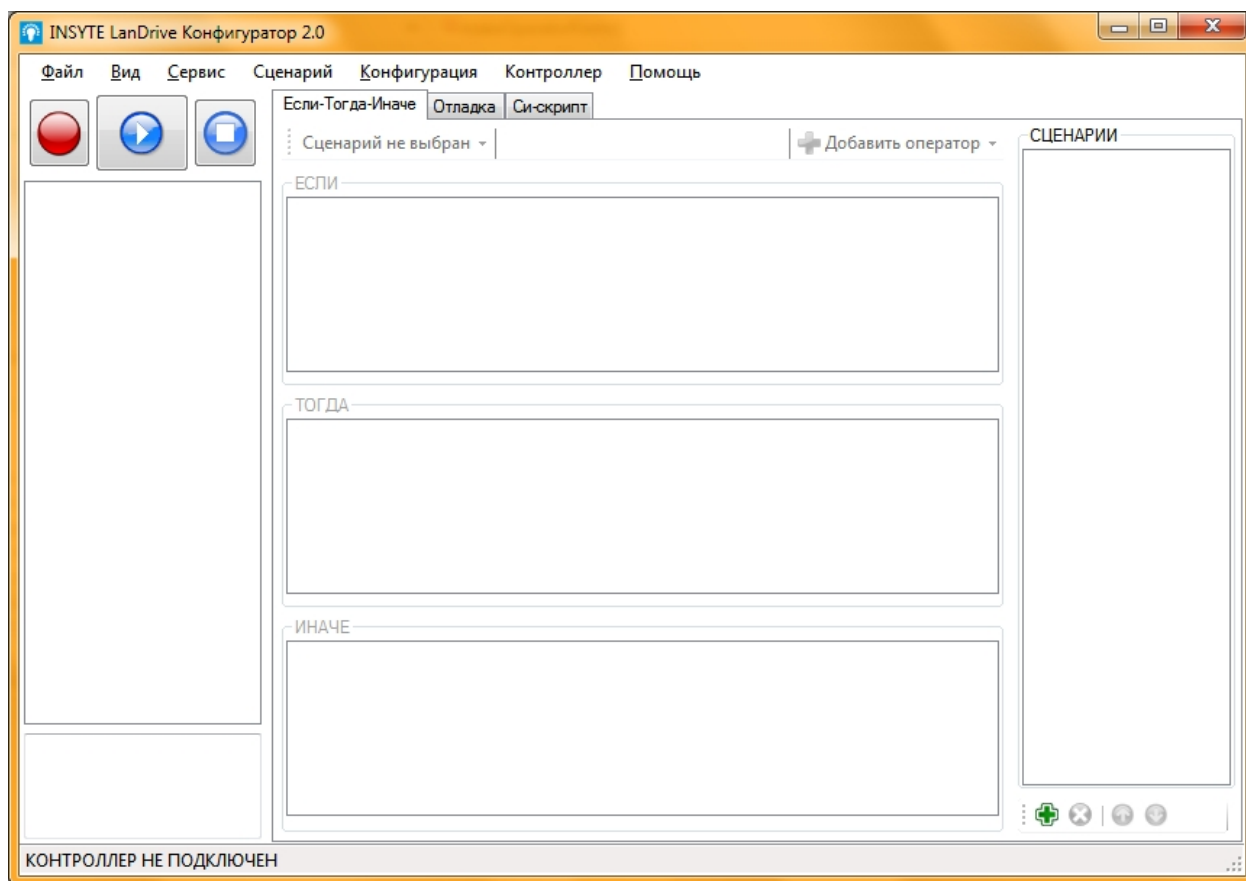 INSYTE LanDrive Конфигуратор 2.0
Файл Вид Сервис Сценарий Конфигурация Контроллер Помощь
Если-Тогда-Иначе Отладка Си-скрипт
Сценарий не выбран Добавить оператор
СЦЕНАРИИ
ЕСЛИ
ТОГДА
ИНАЧЕ
КОНТРОЛЛЕР НЕ ПОДКЛЮЧЕН